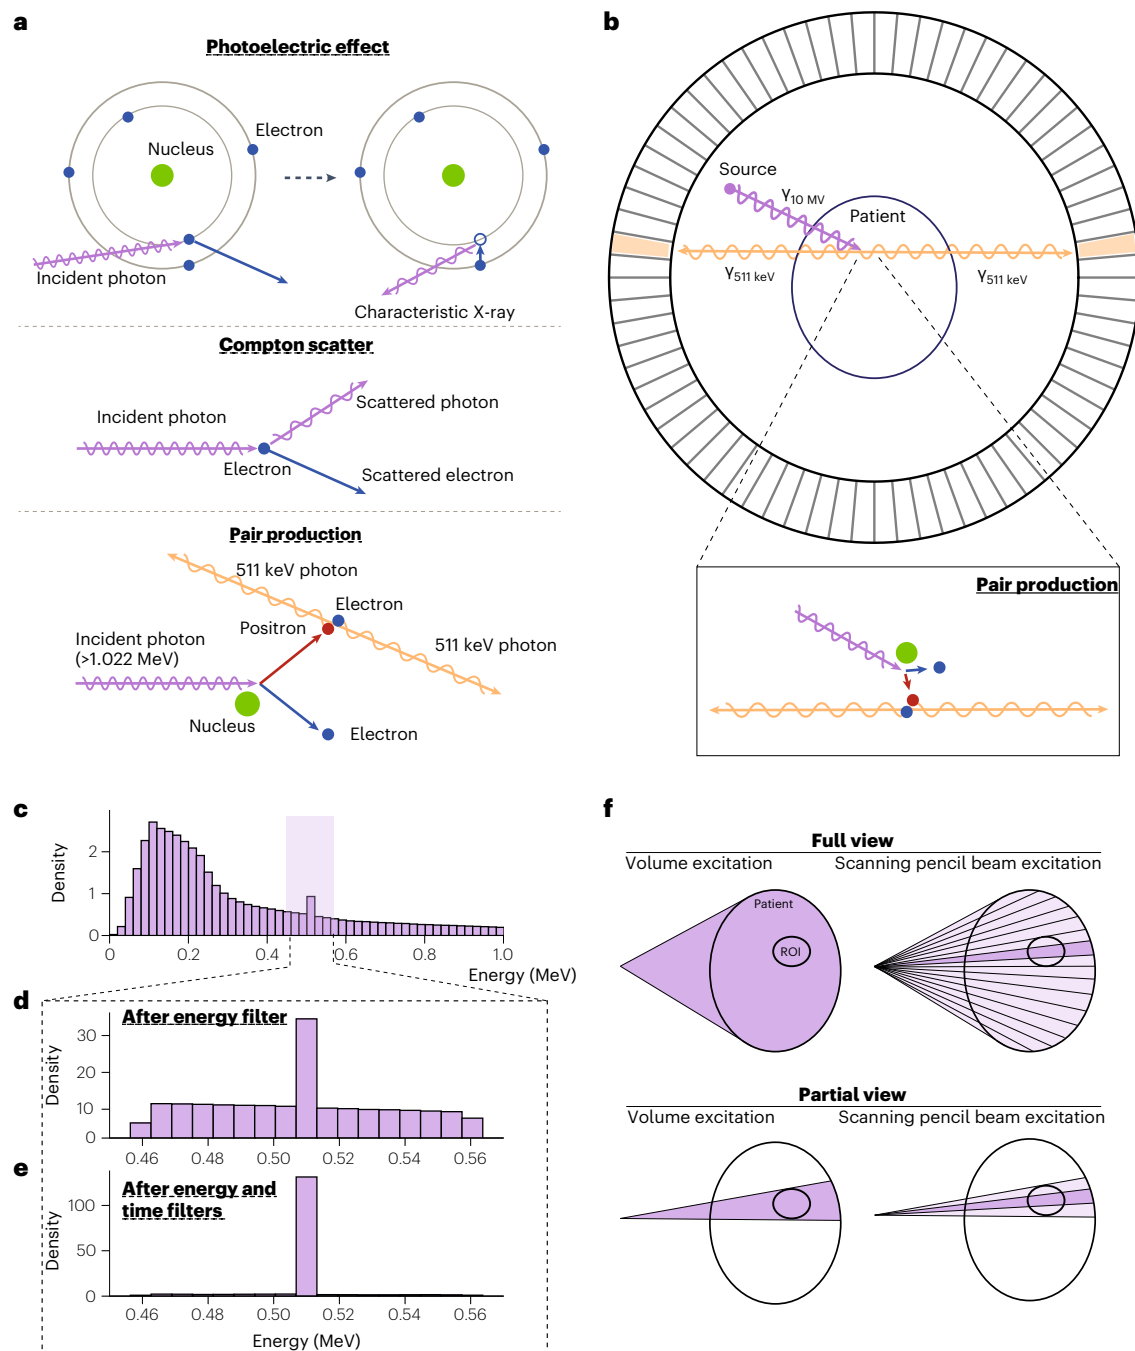 a
Photoelectric effect
Electron
Nucleus
Incident photon
Characteristic X-ray
Compton scatter
Incident photon
Scattered photon
Electron
Scattered electron
Pair production
511 keV photon
Electron
Positron
Incident photon
(>1.022 MeV)
511 keV photon
Nucleus
Electron
b
Source
γ10 MV
Patient
γ511 keV
γ511 keV
Pair production
c
Density
2
1
0
0 0.2 0.4 0.6 0.8 1.0
Energy (MeV)
d
After energy filter
Density
30
20
10
0
0.46 0.48 0.50 0.52 0.54 0.56
e
After energy and
time filters
Density
100
50
0
0.46 0.48 0.50 0.52 0.54 0.56
Energy (MeV)
f
Full view
Volume excitation Scanning pencil beam excitation
Patient
ROI
Partial view
Volume excitation Scanning pencil beam excitation